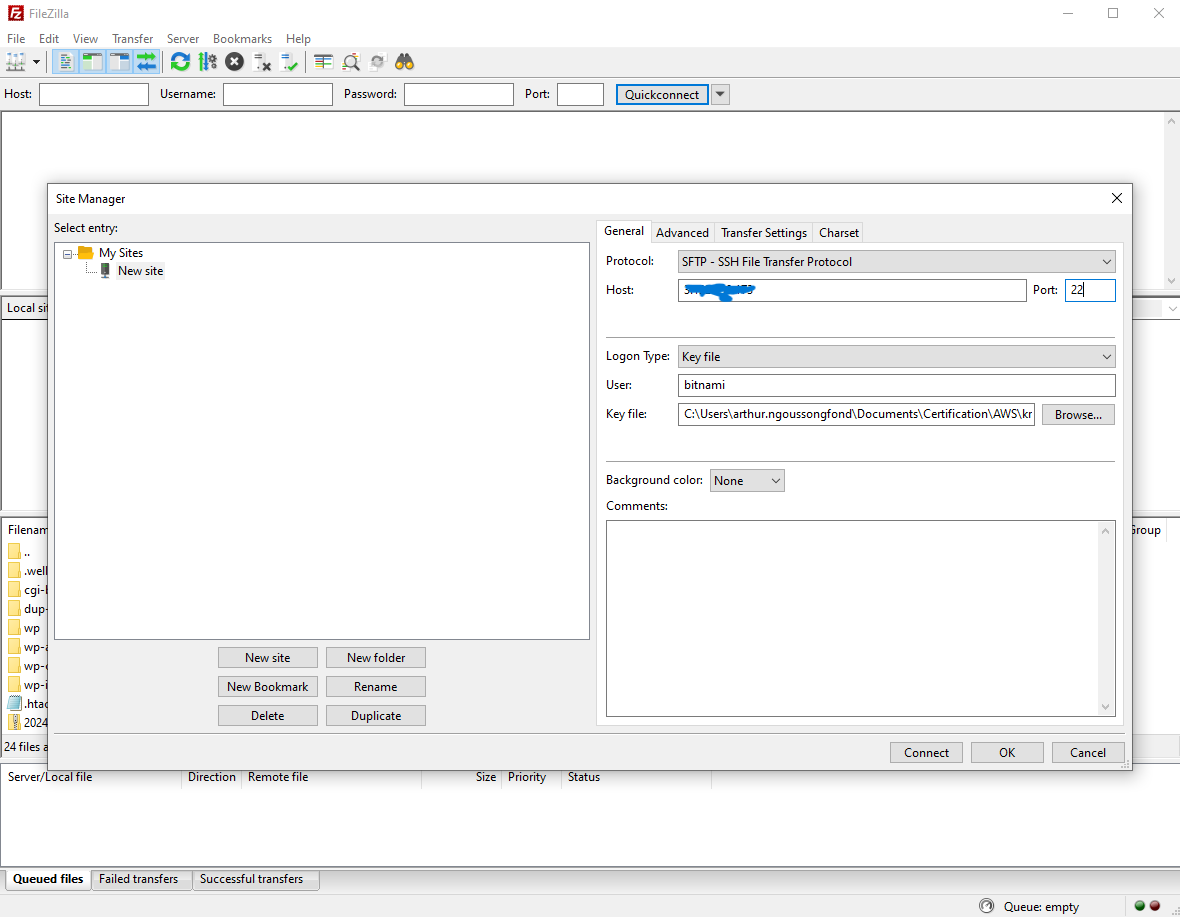 FileZilla
File Edit View Transfer Server Bookmarks Help
Host: Username: Password: Port: Quickconnect
Site Manager
Select entry:
My Sites
New site
General Advanced Transfer Settings Charset
Protocol: SFTP - SSH File Transfer Protocol
Host: Port: 22
Logon Type: Key file
User: bitnami
Key file: C:\Users\arthur.ngoussongfond\Documents\Certification\AWS\kr Browse...
Background color: None
Comments:
New site New folder
New Bookmark Rename
Delete Duplicate
Connect OK Cancel
Local sit
Filenam
Group
..
.well
cgi-b
dup-
wp
wp-a
wp-c
wp-i
.htac
2024
24 files a
Server/Local file Direction Remote file Size Priority Status
Queued files Failed transfers Successful transfers
Queue: empty